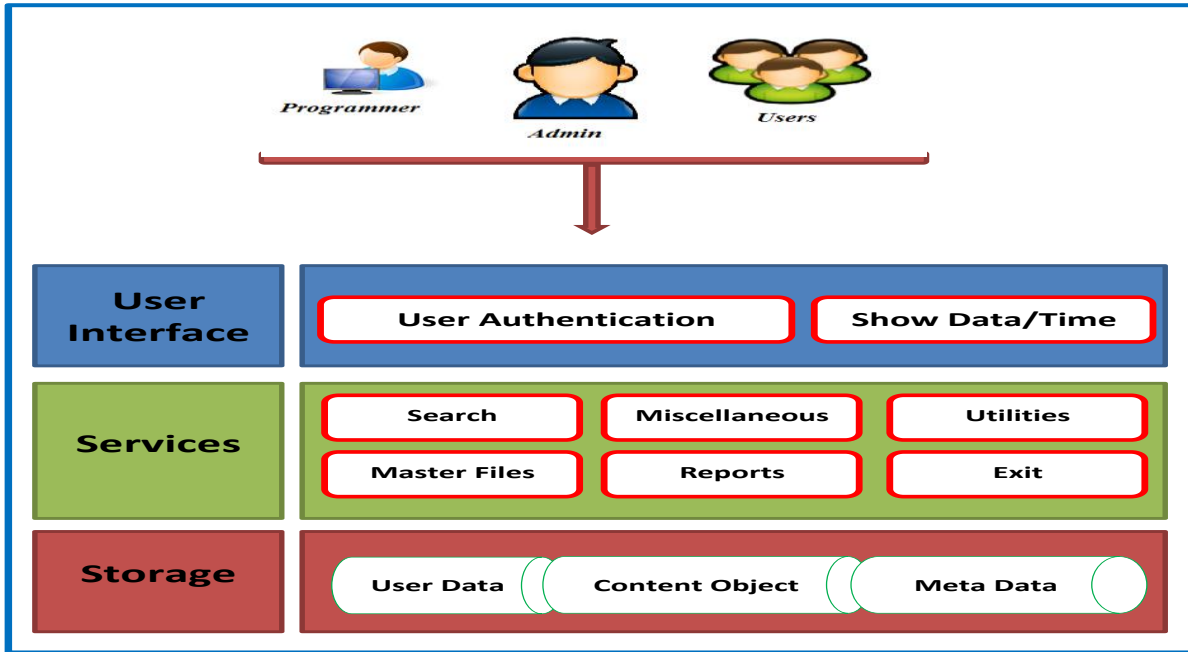 Programmer
Admin
Users
User
Interface
User Authentication
Show Data/Time
Services
Search
Miscellaneous
Utilities
Master Files
Reports
Exit
Storage
User Data
Content Object
Meta Data